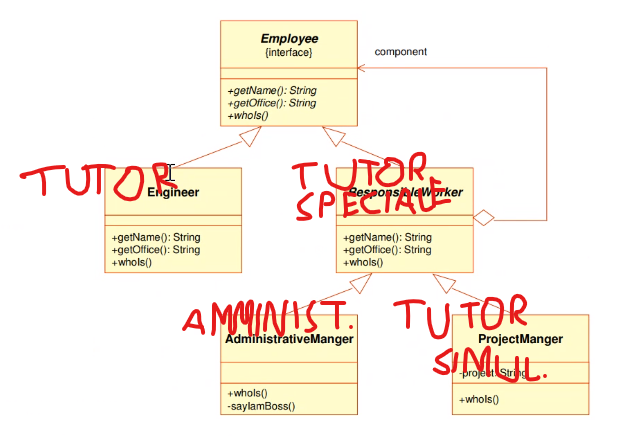 Employee
{interface}
component
+getName(): String
+getOffice(): String
+whoIs()
TUTOR
Engineer
+getName(): String
+getOffice(): String
+whoIs()
TUTOR
SPECIALE
ResponsibleWorker
+getName(): String
+getOffice(): String
+whoIs()
AMMINIST.
AdministrativeManger
+whoIs()
-sayIamBoss()
TUTOR
SIMUL.
ProjectManger
-project: String
+whoIs()